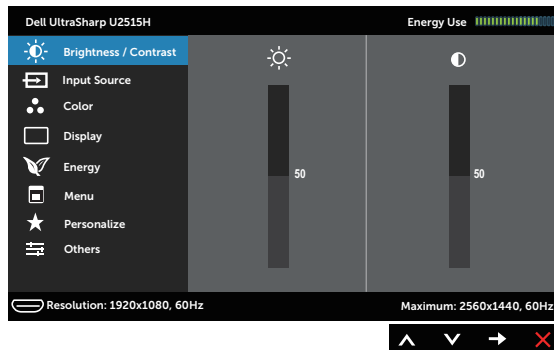 Dell UltraSharp U2515H
Energy Use
Brightness / Contrast
Input Source
Color
Display
Energy
Menu
Personalize
Others
50
50
Resolution: 1920x1080, 60Hz
Maximum: 2560x1440, 60Hz